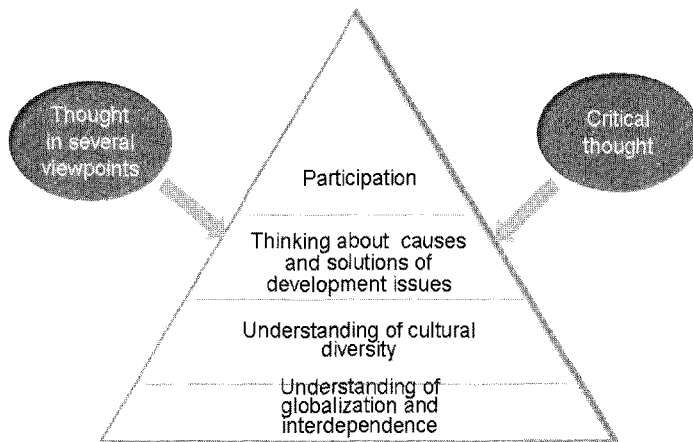 Thought
in several
viewpoints
Critical
thought
Participation
Thinking about causes
and solutions of
development issues
Understanding of cultural
diversity
Understanding of
globalization and
interdependence